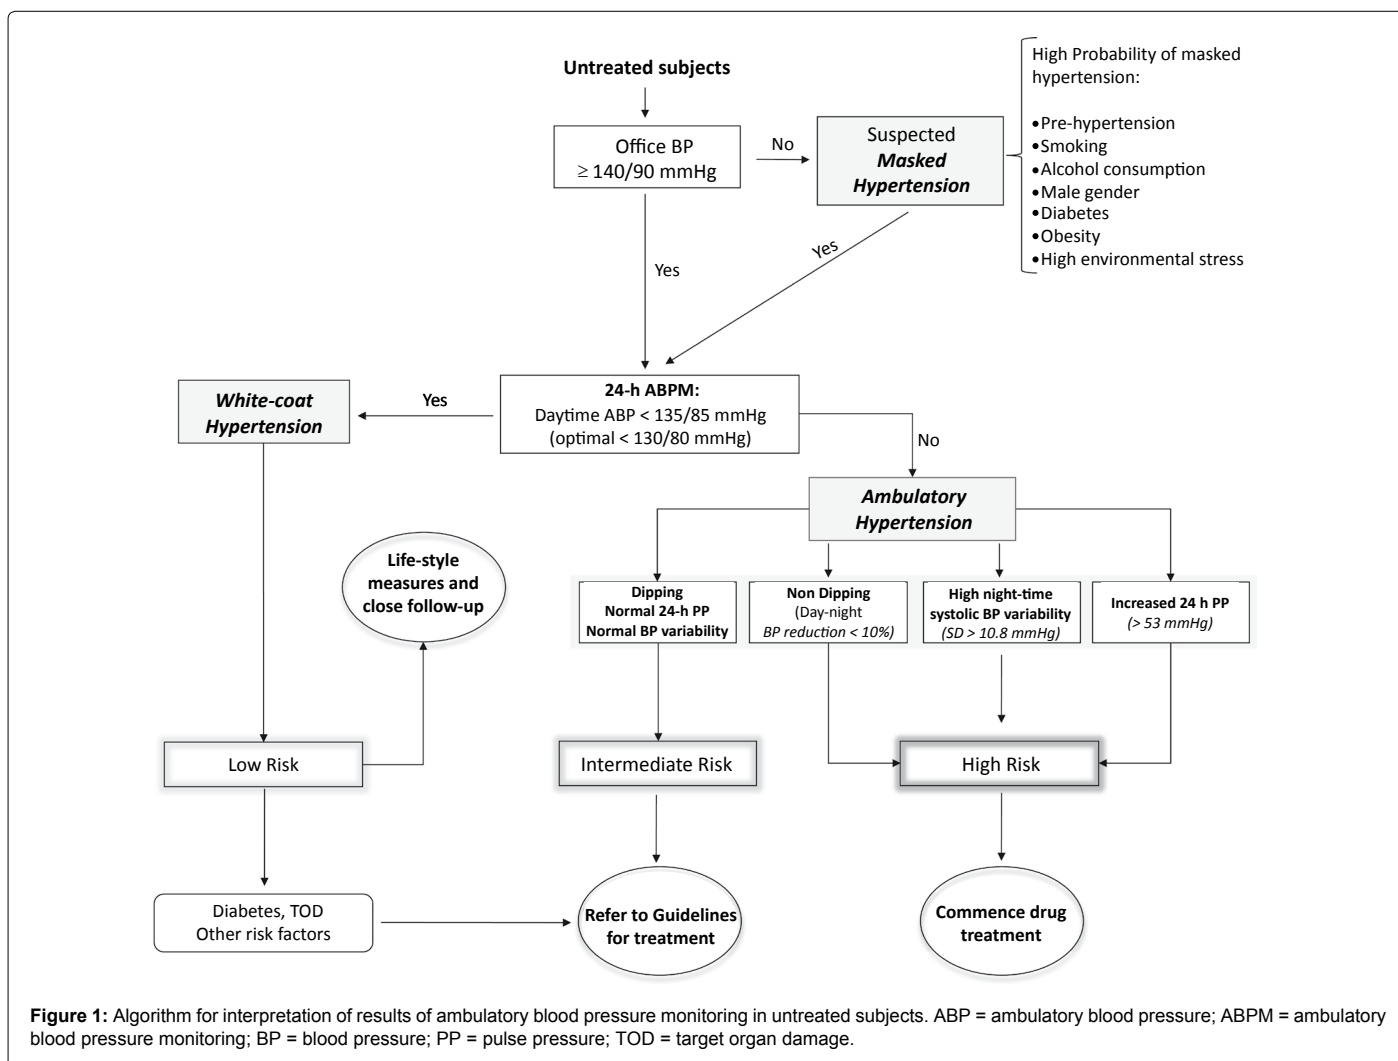 Untreated subjects
Office BP
≥ 140/90 mmHg
No
Suspected
Masked
Hypertension
High Probability of masked
hypertension:
•Pre-hypertension
•Smoking
•Alcohol consumption
•Male gender
•Diabetes
•Obesity
•High environmental stress
Yes
Yes
24-h ABPM:
Daytime ABP < 135/85 mmHg
(optimal < 130/80 mmHg)
Yes
White-coat
Hypertension
No
Ambulatory
Hypertension
Life-style
measures and
close follow-up
Dipping
Normal 24-h PP
Normal BP variability
Non Dipping
(Day-night
BP reduction < 10%)
High night-time
systolic BP variability
(SD > 10.8 mmHg)
Increased 24 h PP
(> 53 mmHg)
Low Risk
Intermediate Risk
High Risk
Diabetes, TOD
Other risk factors
Refer to Guidelines
for treatment
Commence drug
treatment
Figure 1: Algorithm for interpretation of results of ambulatory blood pressure monitoring in untreated subjects. ABP = ambulatory blood pressure; ABPM = ambulatory
blood pressure monitoring; BP = blood pressure; PP = pulse pressure; TOD = target organ damage.